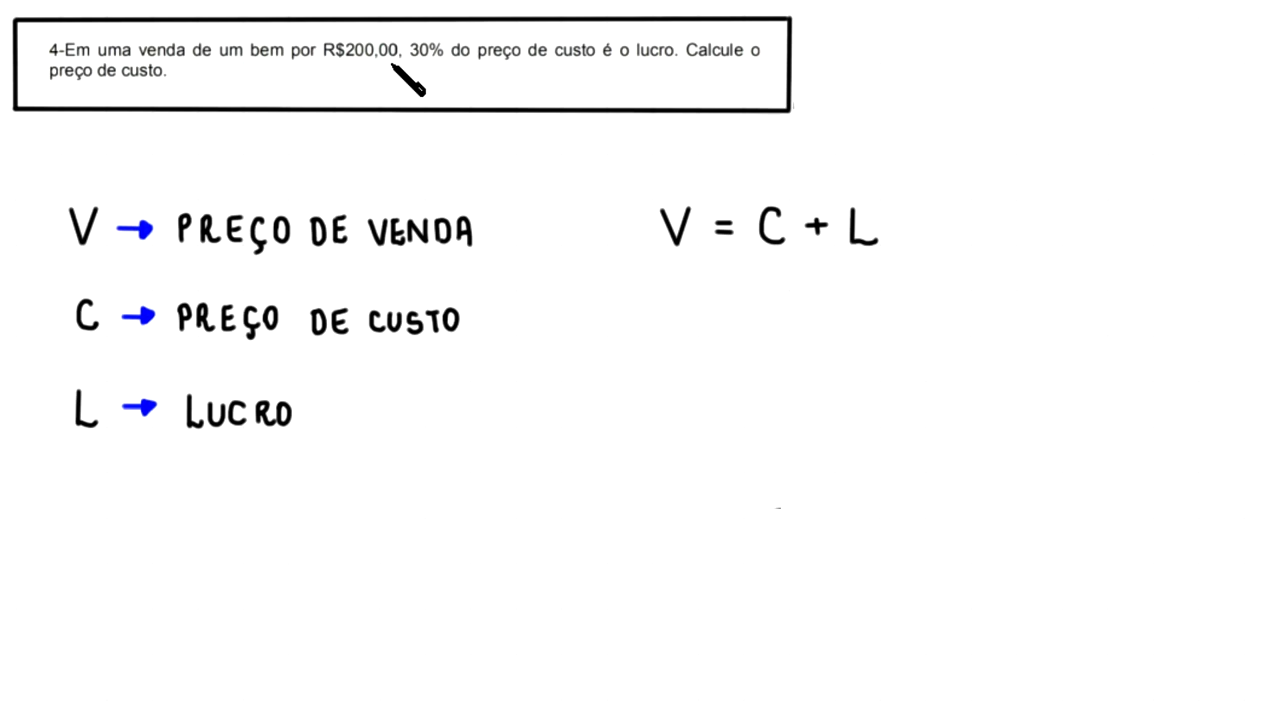 4-Em uma venda de um bem por R$200,00, 30% do preço de custo é o lucro. Calcule o
preço de custo.
V → PREÇO DE VENDA
V = C + L
C → PREÇO DE CUSTO
L → LUCRO